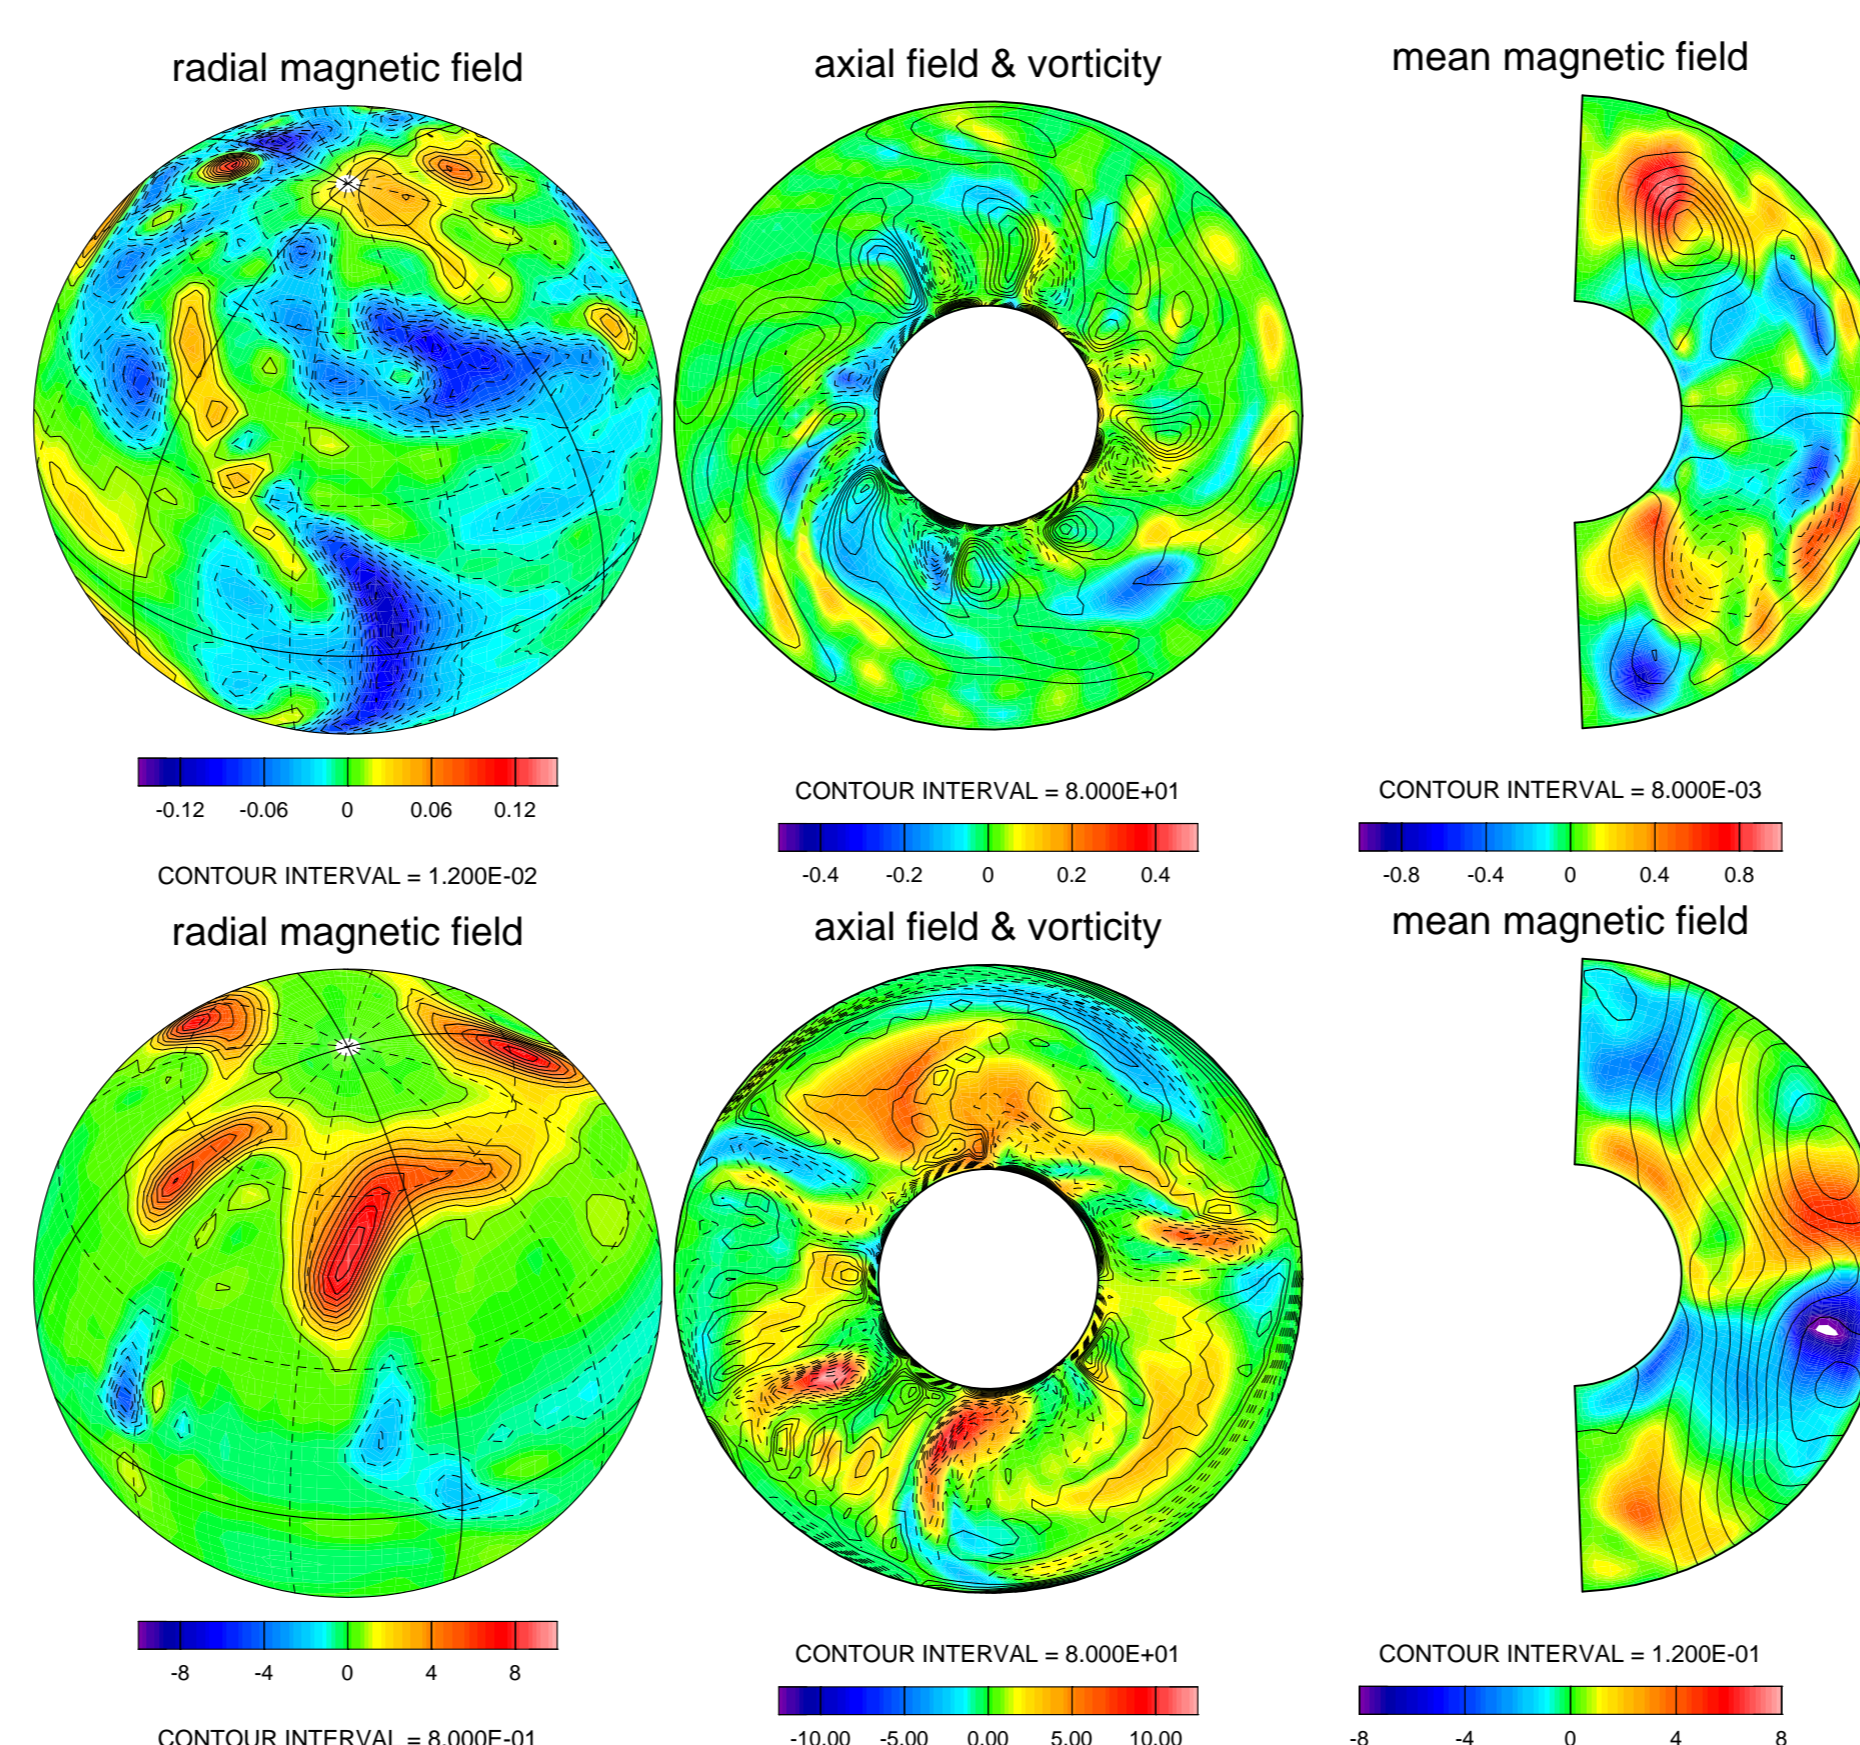 radial magnetic field
axial field & vorticity
mean magnetic field
-0.12 -0.06 0 0.06 0.12
CONTOUR INTERVAL = 1.200E-02
CONTOUR INTERVAL = 8.000E+01
-0.4 -0.2 0 0.2 0.4
CONTOUR INTERVAL = 8.000E-03
-0.8 -0.4 0 0.4 0.8
radial magnetic field
axial field & vorticity
mean magnetic field
-8 -4 0 4 8
CONTOUR INTERVAL = 8.000E-01
CONTOUR INTERVAL = 8.000E+01
-10.00 -5.00 0.00 5.00 10.00
CONTOUR INTERVAL = 1.200E-01
-8 -4 0 4 8